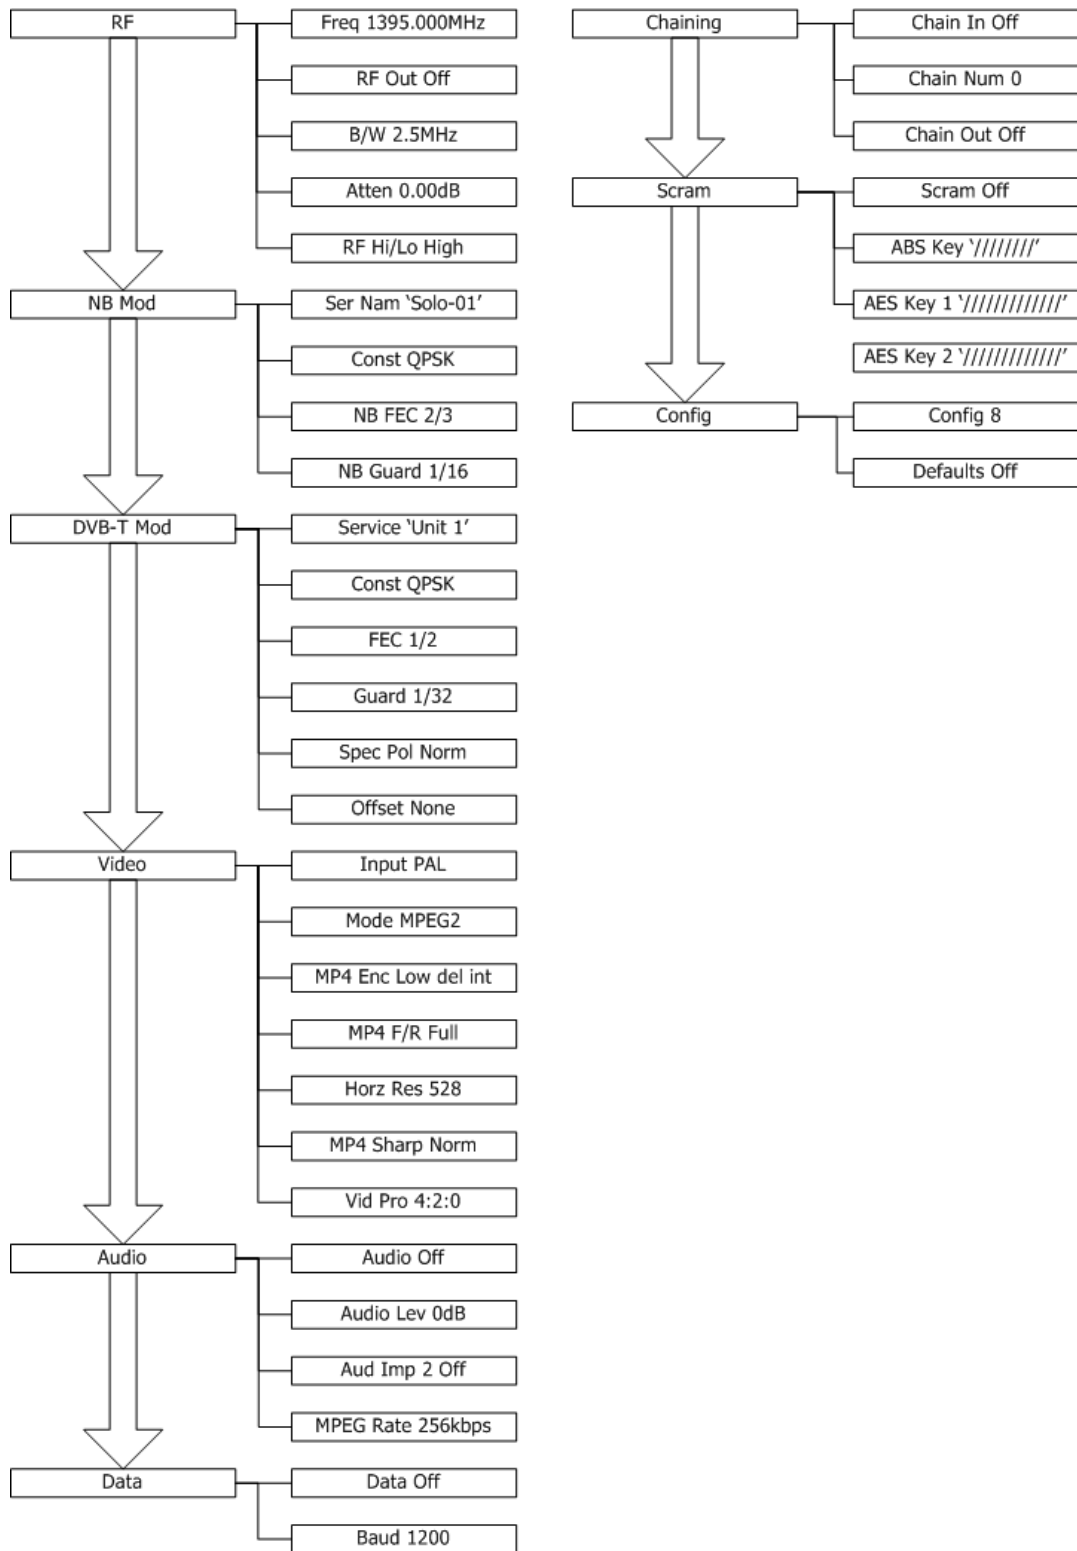 RF
Freq 1395.000MHz
RF Out Off
B/W 2.5MHz
Atten 0.00dB
RF Hi/Lo High
NB Mod
Ser Nam ‘Solo-01’
Const QPSK
NB FEC 2/3
NB Guard 1/16
DVB-T Mod
Service ‘Unit 1’
Const QPSK
FEC 1/2
Guard 1/32
Spec Pol Norm
Offset None
Video
Input PAL
Mode MPEG2
MP4 Enc Low del int
MP4 F/R Full
Horz Res 528
MP4 Sharp Norm
Vid Pro 4:2:0
Audio
Audio Off
Audio Lev 0dB
Aud Imp 2 Off
MPEG Rate 256kbps
Data
Data Off
Baud 1200
Chaining
Chain In Off
Chain Num 0
Chain Out Off
Scram
Scram Off
ABS Key ‘////////’
AES Key 1 ‘/////////////’
AES Key 2 ‘/////////////’
Config
Config 8
Defaults Off